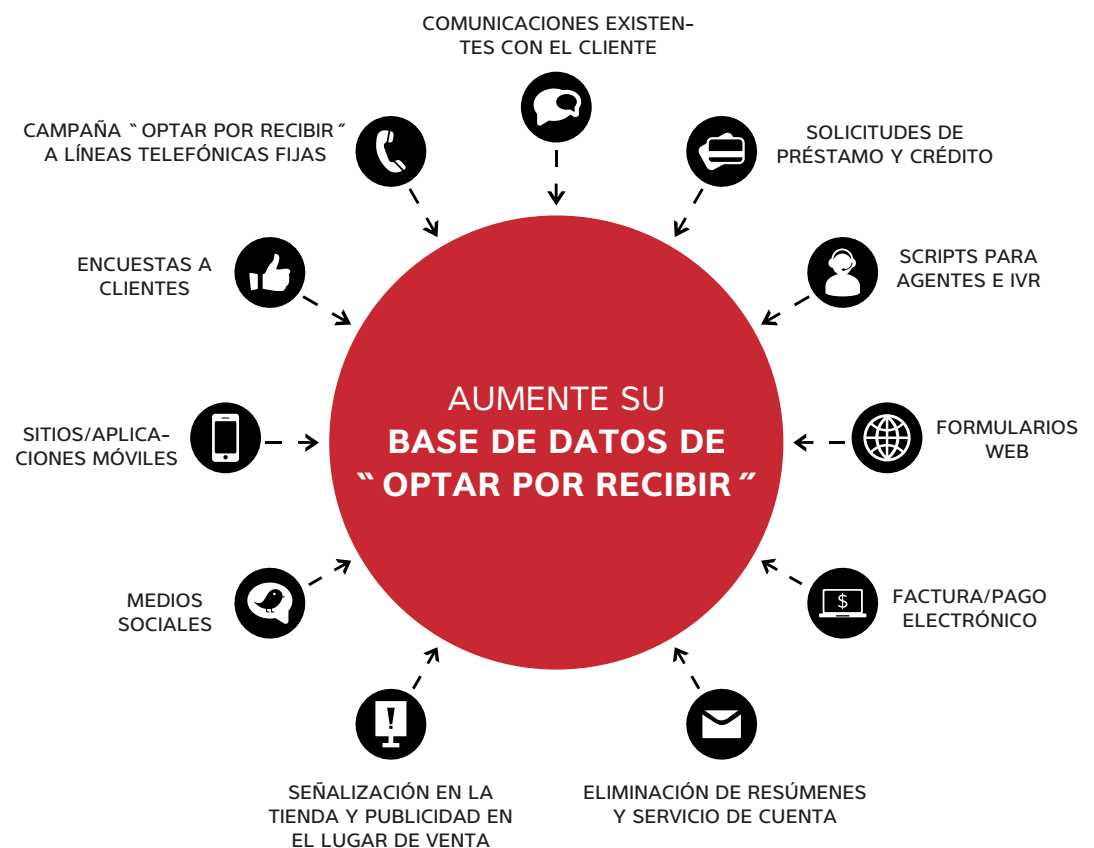 COMUNICACIONES EXISTEN-
TES CON EL CLIENTE
SOLICITUDES DE
PRÉSTAMO Y CRÉDITO
SCRIPTS PARA
AGENTES E IVR
FORMULARIOS
WEB
$
FACTURA/PAGO
ELECTRÓNICO
ELIMINACIÓN DE RESÚMENES
Y SERVICIO DE CUENTA
!
SEÑALIZACIÓN EN LA
TIENDA Y PUBLICIDAD EN
EL LUGAR DE VENTA
MEDIOS
SOCIALES
SITIOS/APLICA-
CIONES MÓVILES
ENCUESTAS A
CLIENTES
CAMPAÑA “OPTAR POR RECIBIR”
A LÍNEAS TELEFÓNICAS FIJAS
AUMENTE SU
BASE DE DATOS DE
“OPTAR POR RECIBIR”